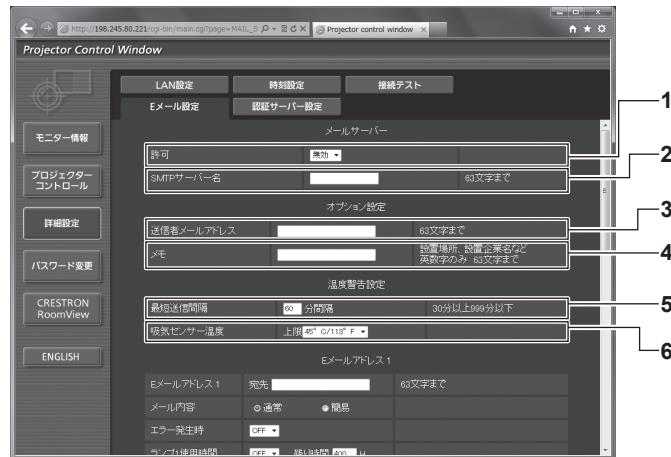 http://198.245.80.221/cgi-bin/main.cgi?page=MAIL_S
Projector control window
Projector Control Window
LAN設定 時刻設定 接続テスト
Eメール設定 認証サーバー設定
モニター情報
プロジェクター
コントロール
詳細設定
パスワード変更
CRESTRON
RoomView
ENGLISH
メールサーバー
許可 無効
SMTPサーバー名 63文字まで
オプション設定
送信者メールアドレス 63文字まで
メモ 設置場所、設置企業名など
英数字のみ 63文字まで
温度警告設定
最短送信間隔 60 分間隔 30分以上999分以下
吸気センサー温度 上限 45°C/113°F
Eメールアドレス1
Eメールアドレス1 宛先 63文字まで
メール内容 通常 簡易
エラー発生時 OFF
ランプ1使用時間 OFF 残り時間 400 H
1
2
3
4
5
6